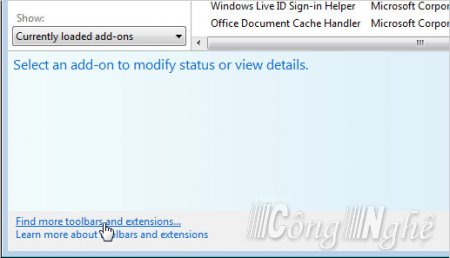 Windows Live ID Sign-in Helper Microsoft Corpor
Office Document Cache Handler Microsoft Corpor
Show:
Currently loaded add-ons
Select an add-on to modify status or view details.
Find more toolbars and extensions...
Learn more about toolbars and extensions
Công Nghệ